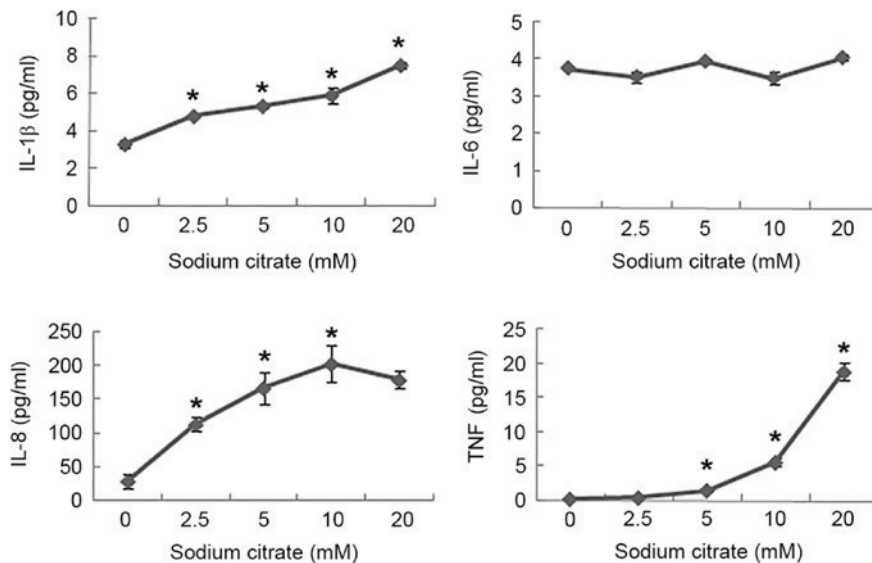 IL-1β (pg/ml)
10
8
6
4
2
0
* * * *
0 2.5 5 10 20
Sodium citrate (mM)
IL-6 (pg/ml)
5
4
3
2
1
0
0 2.5 5 10 20
Sodium citrate (mM)
IL-8 (pg/ml)
250
200
150
100
50
0
* * *
0 2.5 5 10 20
Sodium citrate (mM)
TNF (pg/ml)
25
20
15
10
5
0
* * *
0 2.5 5 10 20
Sodium citrate (mM)